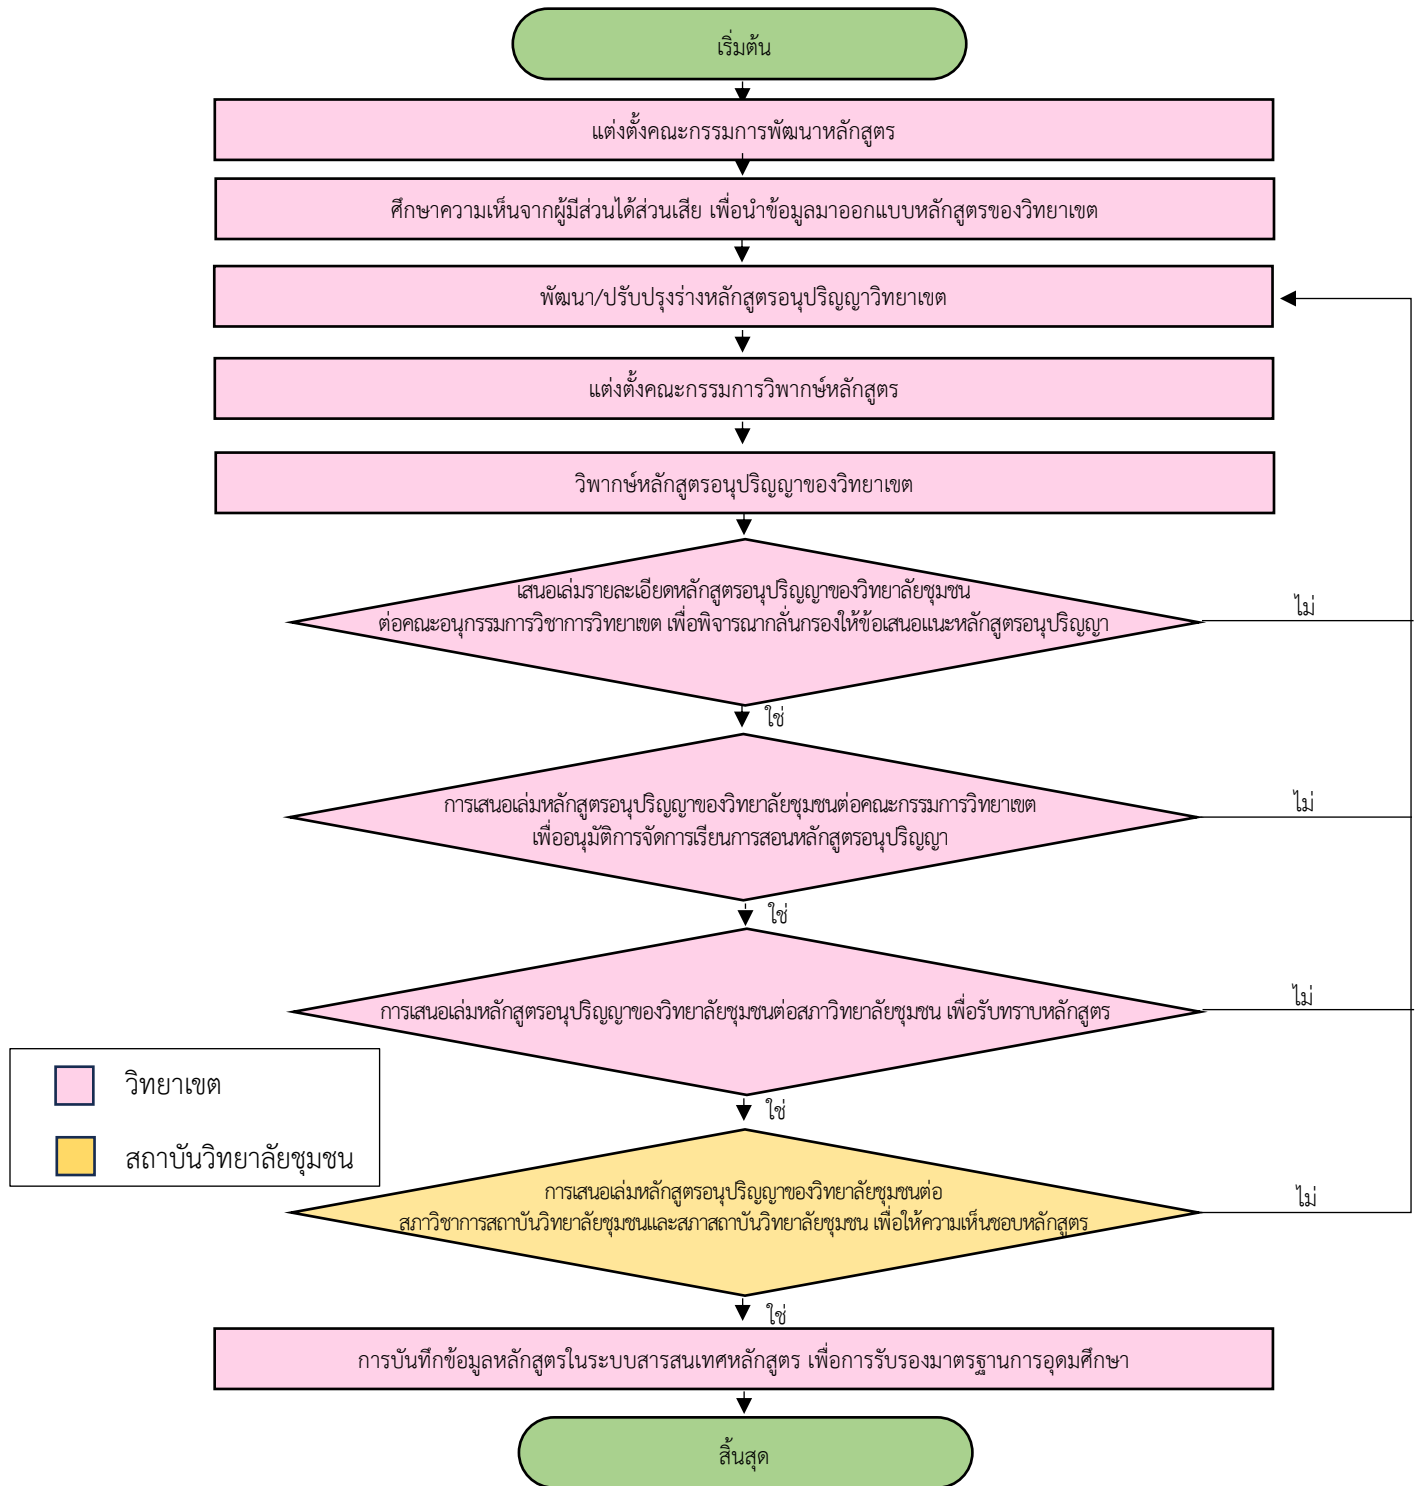 เริ่มต้น
แต่งตั้งคณะกรรมการพัฒนาหลักสูตร
ศึกษาความเห็นจากผู้มีส่วนได้ส่วนเสีย เพื่อนำข้อมูลมาออกแบบหลักสูตรของวิทยาเขต
พัฒนา/ปรับปรุงร่างหลักสูตรอนุปริญญาวิทยาเขต
แต่งตั้งคณะกรรมการวิพากษ์หลักสูตร
วิพากษ์หลักสูตรอนุปริญญาของวิทยาเขต
เสนอเล่มรายละเอียดหลักสูตรอนุปริญญาของวิทยาลัยชุมชน
ต่อคณะอนุกรรมการวิชาการวิทยาเขต เพื่อพิจารณากลั่นกรองให้ข้อเสนอแนะหลักสูตรอนุปริญญา
ไม่
ใช่
การเสนอเล่มหลักสูตรอนุปริญญาของวิทยาลัยชุมชนต่อคณะกรรมการวิทยาเขต
เพื่ออนุมัติการจัดการเรียนการสอนหลักสูตรอนุปริญญา
ไม่
ใช่
การเสนอเล่มหลักสูตรอนุปริญญาของวิทยาลัยชุมชนต่อสภาวิทยาลัยชุมชน เพื่อรับทราบหลักสูตร
ไม่
ใช่
วิทยาเขต
สถาบันวิทยาลัยชุมชน
การเสนอเล่มหลักสูตรอนุปริญญาของวิทยาลัยชุมชนต่อ
สภาวิชาการสถาบันวิทยาลัยชุมชนและสภาสถาบันวิทยาลัยชุมชน เพื่อให้ความเห็นชอบหลักสูตร
ไม่
ใช่
การบันทึกข้อมูลหลักสูตรในระบบสารสนเทศหลักสูตร เพื่อการรับรองมาตรฐานการอุดมศึกษา
สิ้นสุด